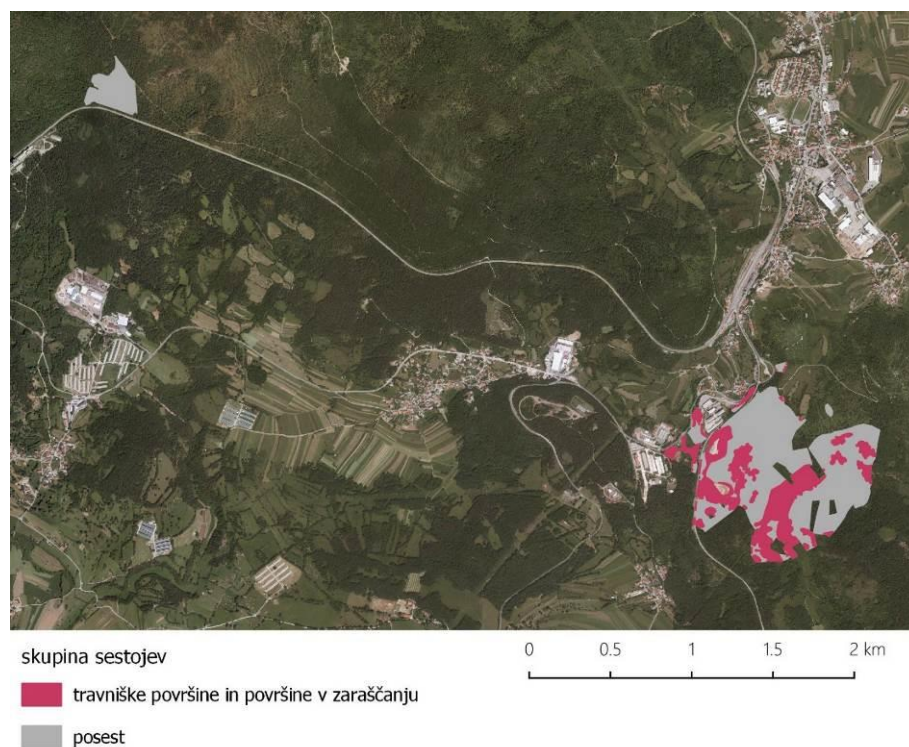 skupina sestojev
0 0.5 1 1.5 2 km
travniške površine in površine v zaraščanju
posest